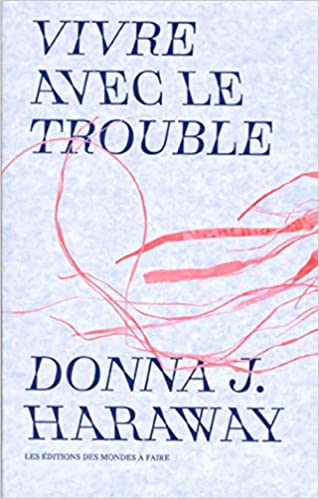 VIVRE
AVEC LE
TROUBLE
DONNA J.
HARAWAY
LES ÉDITIONS DES MONDES À FAIRE